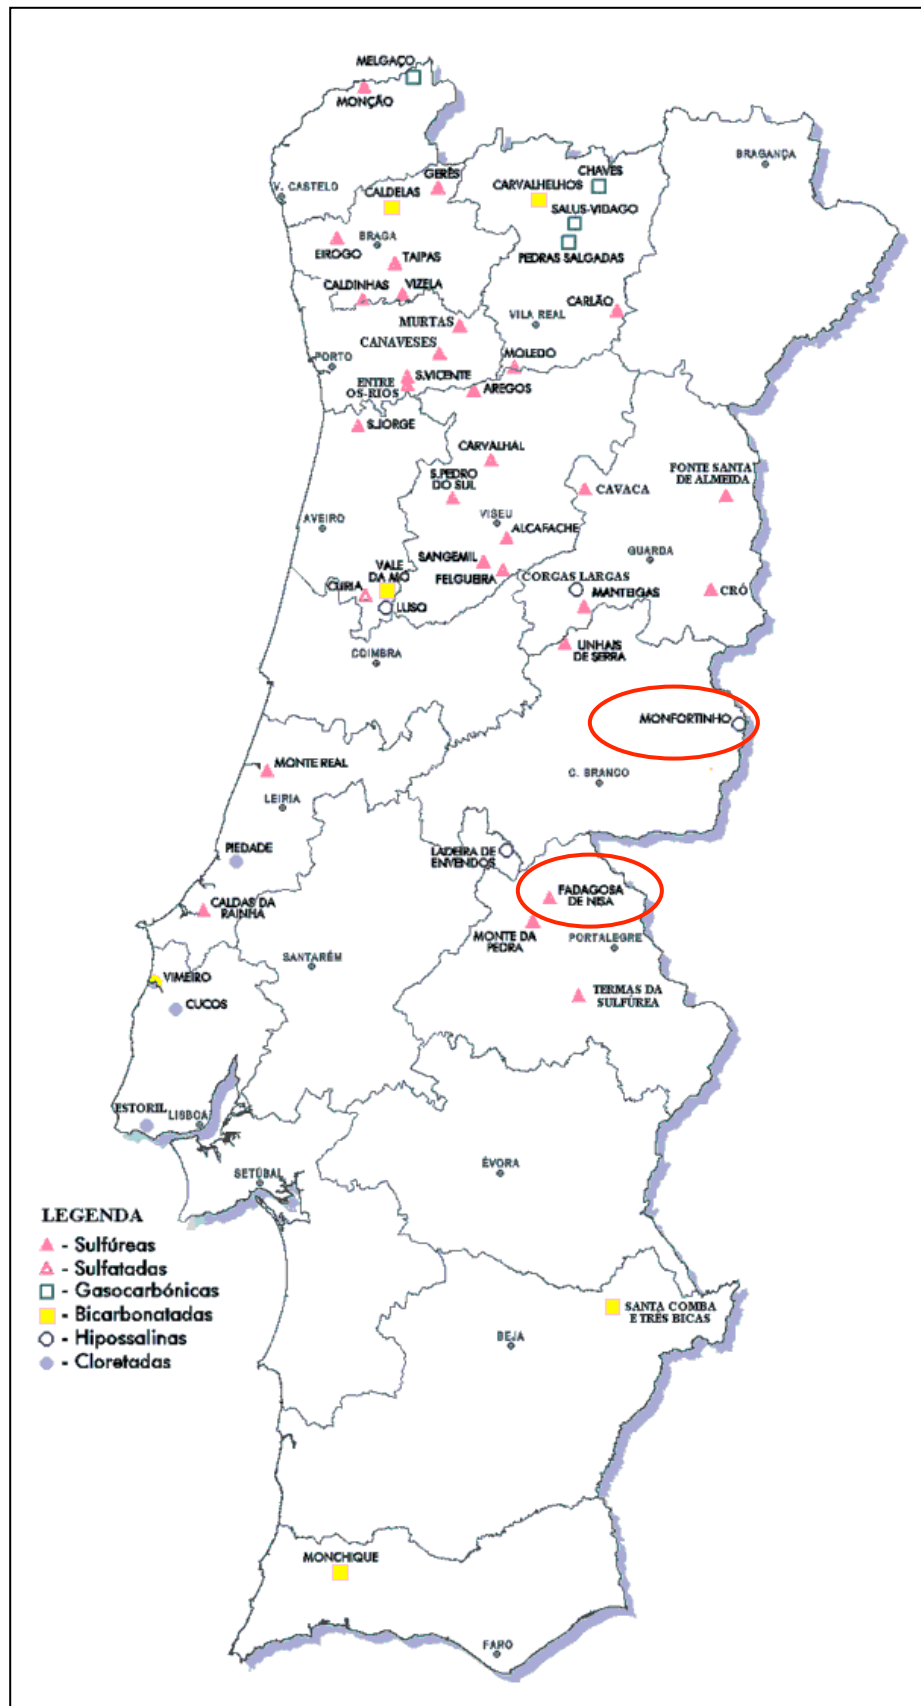 MELGAÇO
MONÇÃO
BRAGANÇA
GERÊS
CHAVES
V. CASTELO
CALDELAS
CARVALHELHOS
SALUS-VIDAGO
BRAGA
EIROGO
TAIPAS
PEDRAS SALGADAS
CALDINHAS
VIZELA
CARLÃO
MURTAS
VILA REAL
CANAVESES
PORTO
MOLEDO
S.VICENTE
ENTRE
OS-RIOS
AREGOS
S.JORGE
CARVALHAL
S.PEDRO
DO SUL
CAVACA
FONTE SANTA
DE ALMEIDA
AVEIRO
VISEU
ALCAFACHE
GUARDA
SANGEMIL
FELGUEIRA
VALE
DA MÓ
CURIA
CORGAS LARGAS
MANTEIGAS
CRÓ
LUSO
COIMBRA
UNHAIS
DE SERRA
MONFORTINHO
MONTE REAL
C. BRANCO
LEIRIA
PIEDADE
LADEIRA DE
ENVENDOS
CALDAS DA
RAINHA
FADAGOSA
DE NISA
MONTE DA
PEDRA
PORTALEGRE
SANTARÉM
VIMEIRO
CUCOS
TERMAS DA
SULFÚREA
ESTORIL
LISBOA
SETÚBAL
ÉVORA
LEGENDA
- Sulfúreas
- Sulfatadas
- Gasocarbónicas
- Bicarbonatadas
- Hipossalinas
- Cloretadas
SANTA COMBA
E TRÊS BICAS
BEJA
MONCHIQUE
FARO